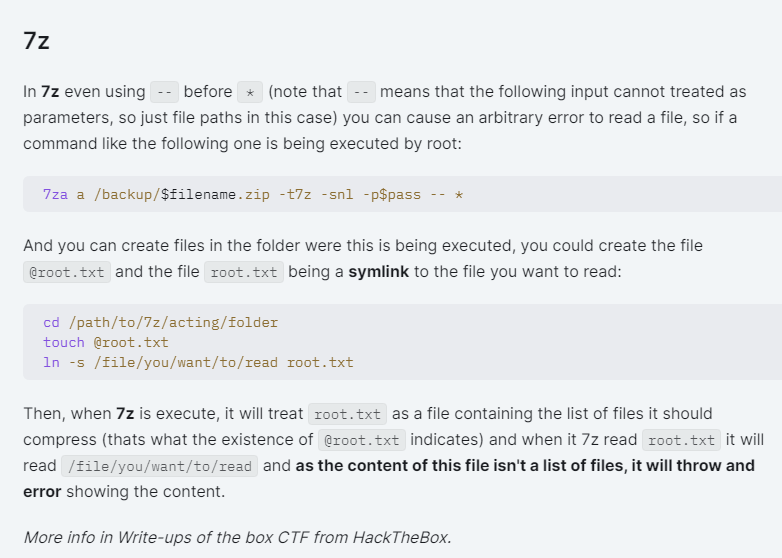 7z
In 7z even using -- before * (note that -- means that the following input cannot treated as
parameters, so just file paths in this case) you can cause an arbitrary error to read a file, so if a
command like the following one is being executed by root:
7za a /backup/$filename.zip -t7z -snl -p$pass -- *
And you can create files in the folder were this is being executed, you could create the file
@root.txt and the file root.txt being a symlink to the file you want to read:
cd /path/to/7z/acting/folder
touch @root.txt
ln -s /file/you/want/to/read root.txt
Then, when 7z is execute, it will treat root.txt as a file containing the list of files it should
compress (thats what the existence of @root.txt indicates) and when it 7z read root.txt it will
read /file/you/want/to/read and as the content of this file isn't a list of files, it will throw and
error showing the content.
More info in Write-ups of the box CTF from HackTheBox.